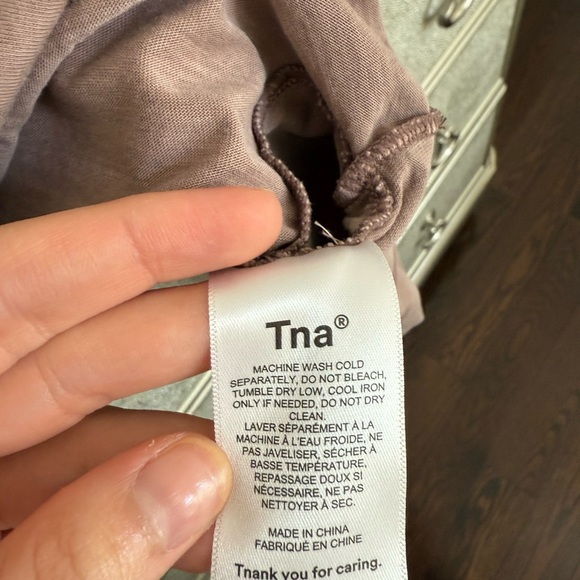 Tna®
MACHINE WASH COLD
SEPARATELY, DO NOT BLEACH,
TUMBLE DRY LOW, COOL IRON
ONLY IF NEEDED, DO NOT DRY
CLEAN.
LAVER SÉPARÉMENT À LA
MACHINE À L'EAU FROIDE, NE
PAS JAVELISER, SÉCHER À
BASSE TEMPÉRATURE,
REPASSAGE DOUX SI
NÉCESSAIRE, NE PAS
NETTOYER À SEC.
MADE IN CHINA
FABRIQUÉ EN CHINE
Tnank you for caring.